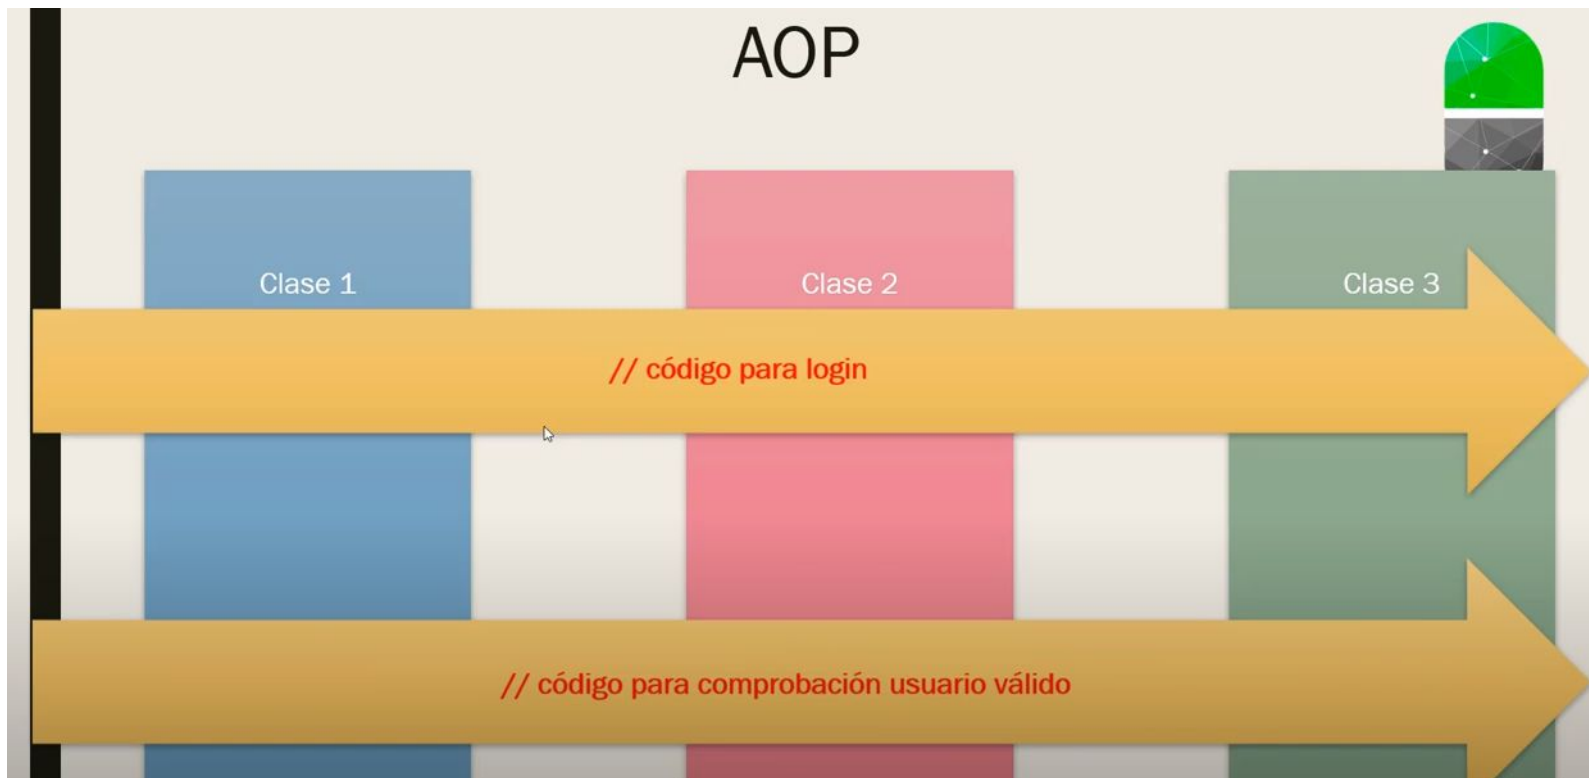 AOP
Clase 1
Clase 2
Clase 3
// código para login
// código para comprobación usuario válido